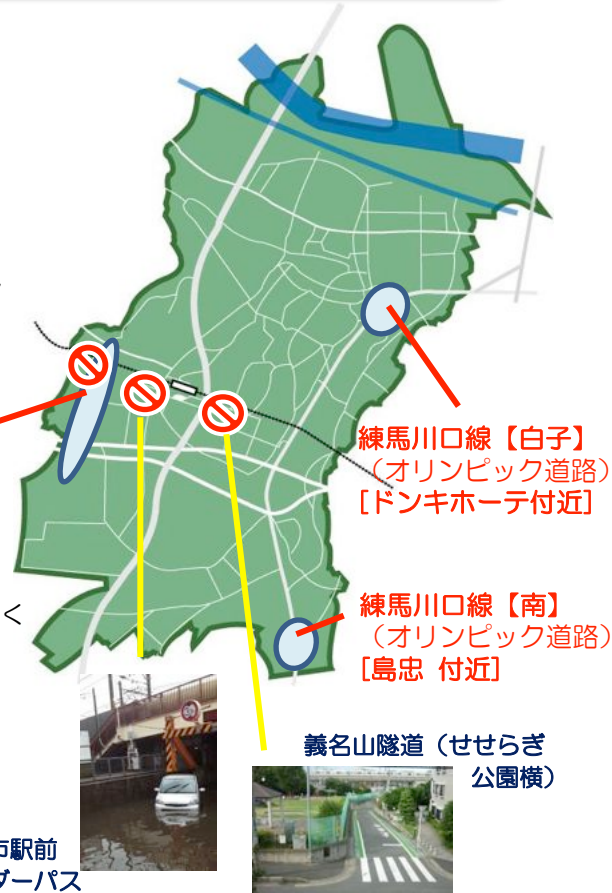 練馬川口線【白子】
（オリンピック道路）
[ドンキホーテ付近]
く
練馬川口線【南】
（オリンピック道路）
[島忠 付近]
義名山隧道（せせらぎ
公園横）
市駅前
ダーパス